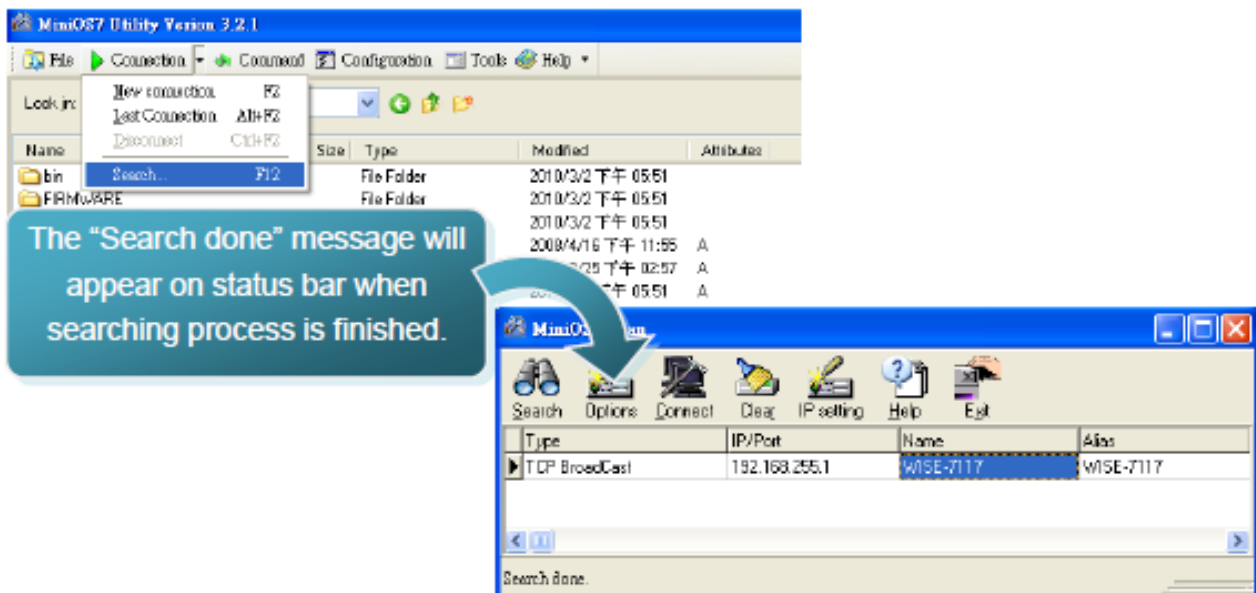 MiniOS7 Utility Version 3.2.1
File Connection Command Configuration Tools Help
New connection F2
Look in:
Last Connection Alt+F2
Disconnect Ctrl+F2
Name Size Type Modified Attributes
Search... F12
bin File Folder 2010/3/2 下午 05:51
FIRMWARE File Folder 2010/3/2 下午 05:51
2010/3/2 下午 05:51
2008/4/16 下午 11:55 A
/25 下午 02:57 A
下午 05:51 A
The “Search done” message will
appear on status bar when
searching process is finished.
Search Options Connect Clear IP setting Help Exit
Type IP/Port Name Alias
TCP BroadCast 192.168.255.1 WISE-7117 WISE-7117
Search done.